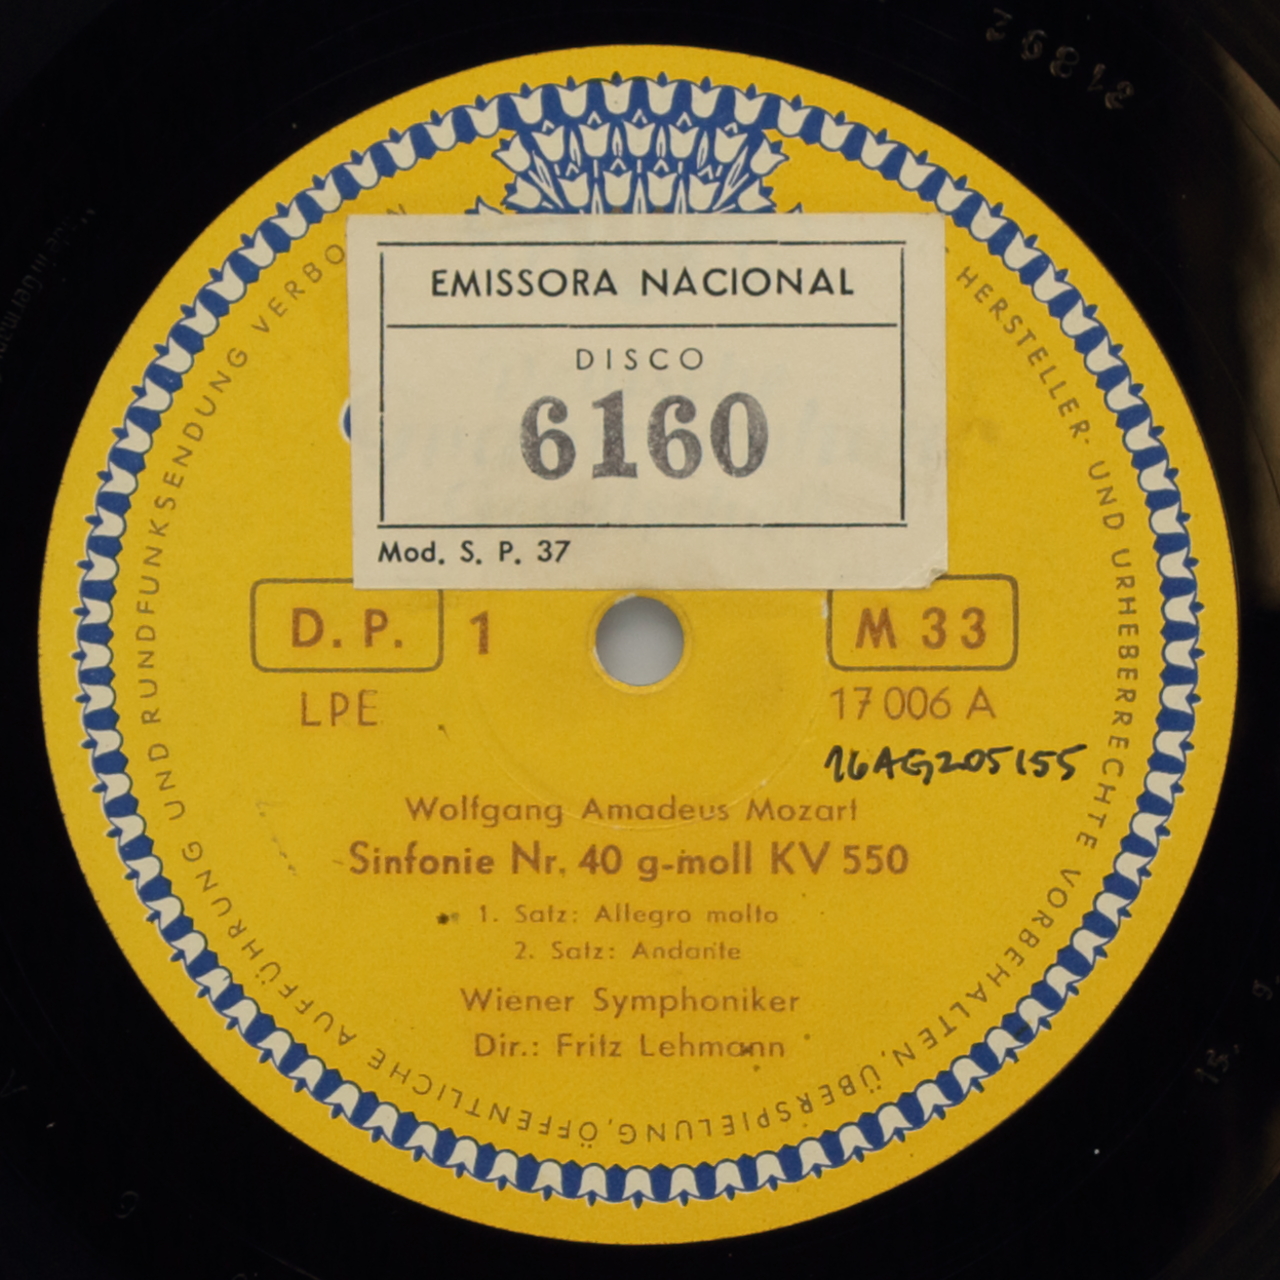 EMISSORA NACIONAL
DISCO
6160
Mod. S. P. 37
D. P.
1
M 33
LPE
17 006 A
16AG205155
Wolfgang Amadeus Mozart
Sinfonie Nr. 40 g-moll KV 550
1. Satz: Allegro molto
2. Satz: Andante
Wiener Symphoniker
Dir.: Fritz Lehmann
HERSTELLER- UND URHEBERRECHTE VORBEHALTEN, ÜBERSPIELUNG, ÖFFENTLICHE AUFFÜHRUNG UND RUNDFUNKSENDUNG